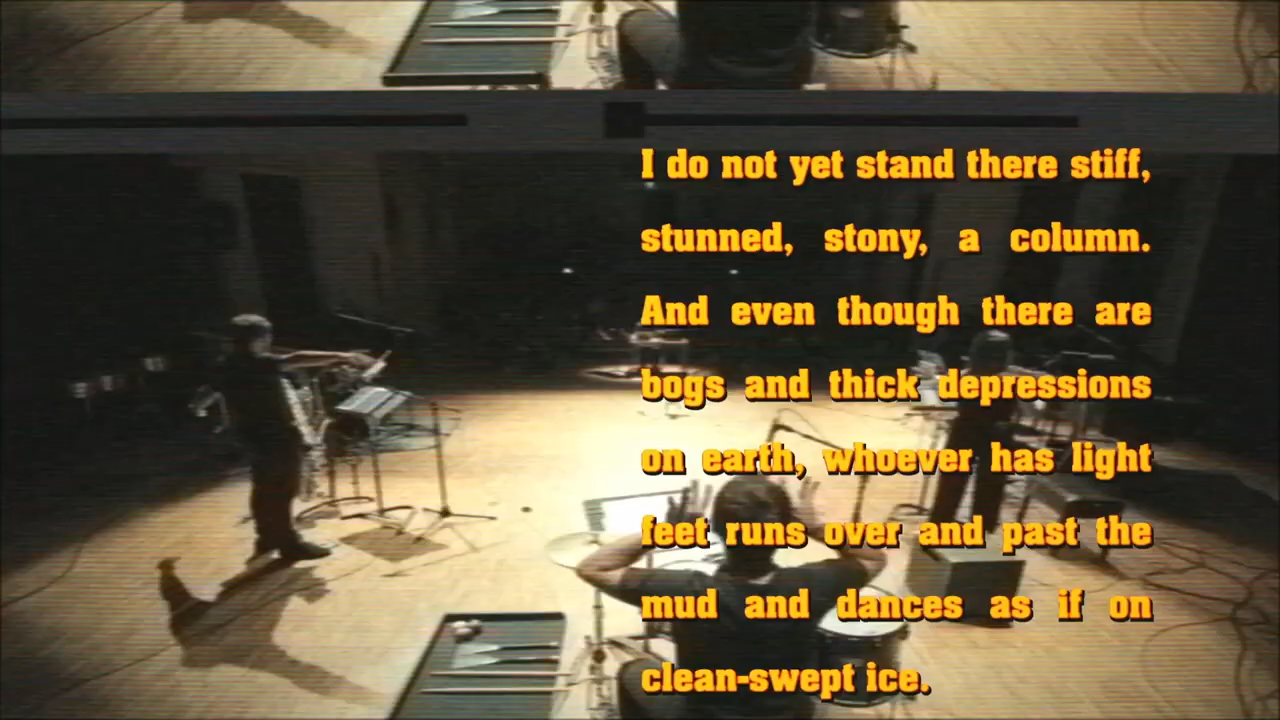 I do not yet stand there stiff,
stunned, stony, a column.
And even though there are
bogs and thick depressions
on earth, whoever has light
feet runs over and past the
mud and dances as if on
clean-swept ice.